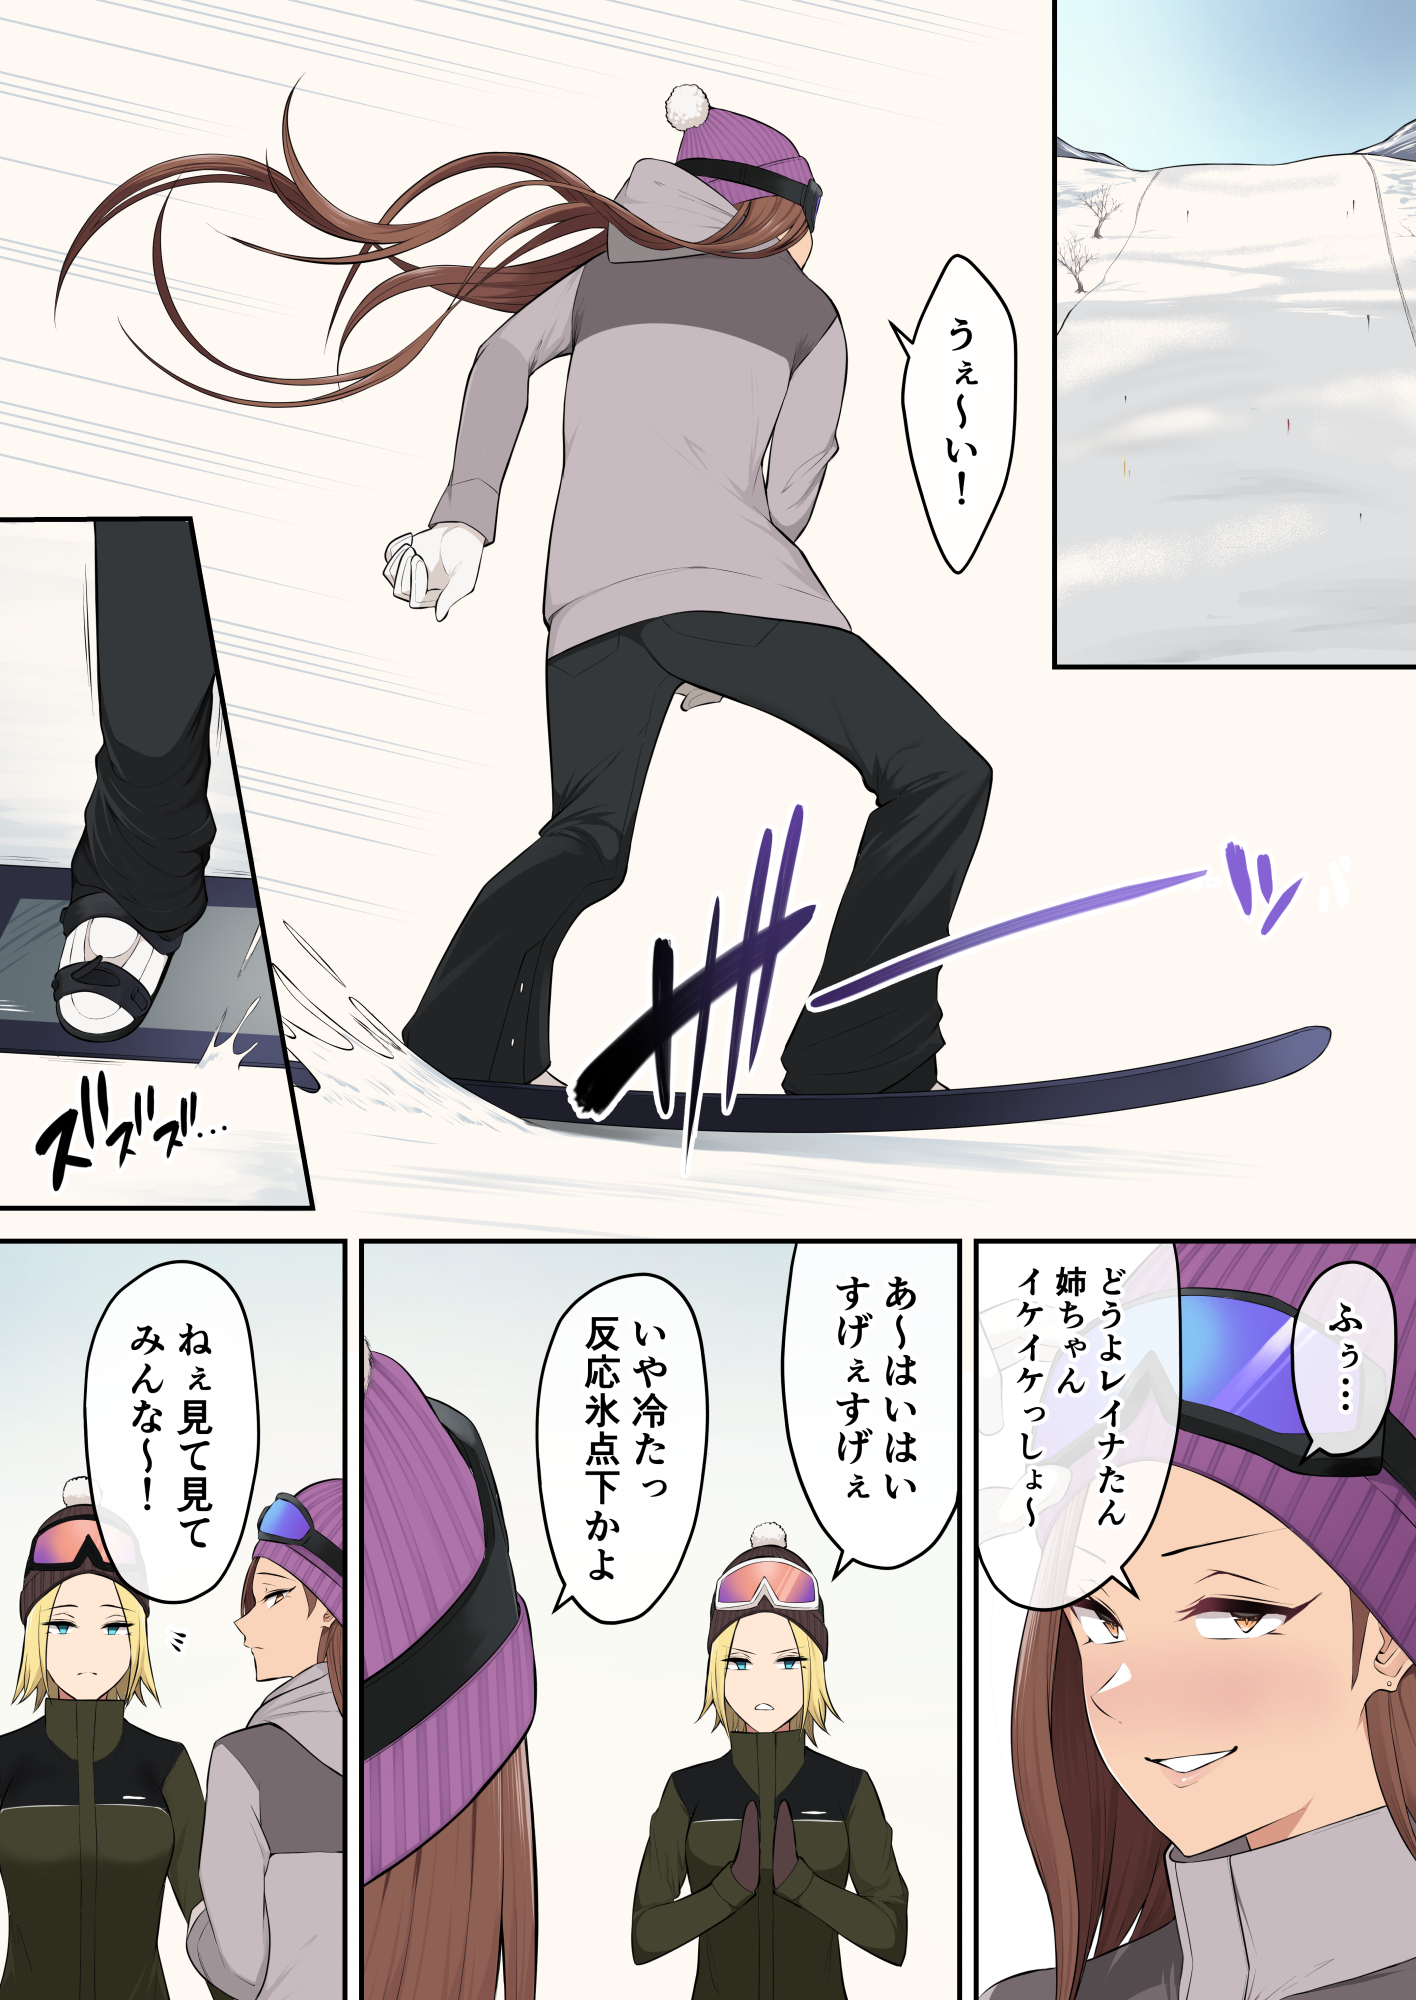 うぇ～い！
ザッ
ズズズ…
ふぅ…
どうよレイナたん
姉ちゃん
イケイケっしょ～
あ～はいはい
すげぇすげぇ
いや冷たっ
反応氷点下かよ
ねぇ見て見て
みんな～！